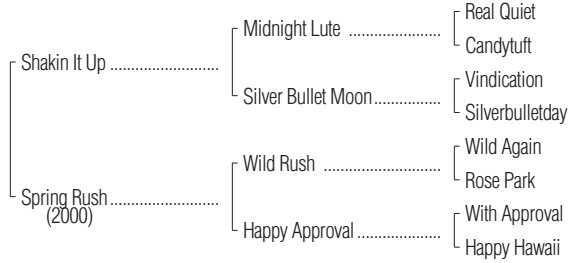 Real Quiet
Midnight Lute ......................
Candytuft
Shakin It Up ..........................
Vindication
Silver Bullet Moon................
Silverbulletday
Wild Again
Wild Rush ............................
Rose Park
Spring Rush..........................
(2000)
With Approval
Happy Approval....................
Happy Hawaii